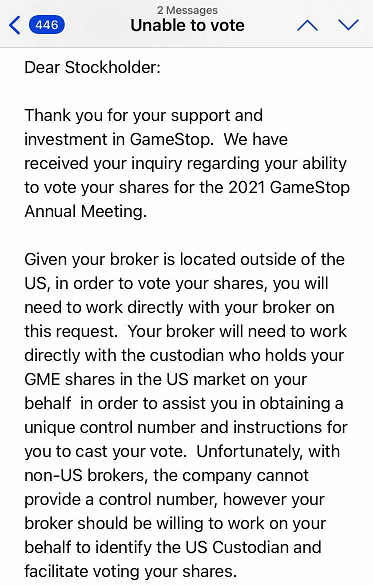 2 Messages
446
Unable to vote
Dear Stockholder:
Thank you for your support and
investment in GameStop. We have
received your inquiry regarding your ability
to vote your shares for the 2021 GameStop
Annual Meeting.
Given your broker is located outside of the
US, in order to vote your shares, you will
need to work directly with your broker on
this request. Your broker will need to work
directly with the custodian who holds your
GME shares in the US market on your
behalf in order to assist you in obtaining a
unique control number and instructions for
you to cast your vote. Unfortunately, with
non-US brokers, the company cannot
provide a control number, however your
broker should be willing to work on your
behalf to identify the US Custodian and
facilitate voting your shares.